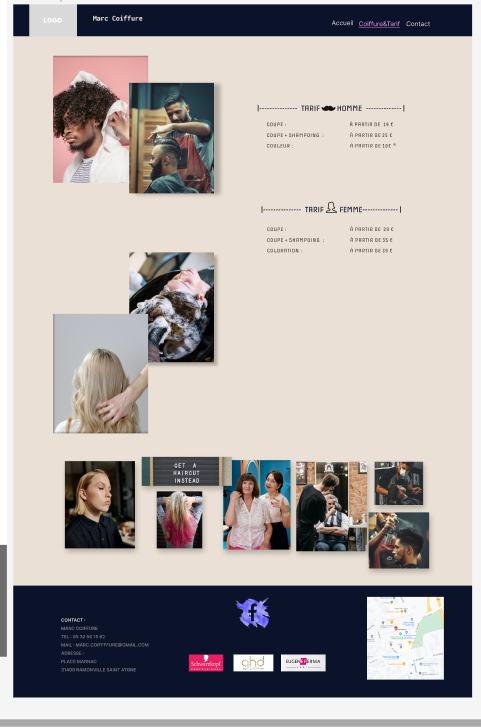 LOGO
Marc Coiffure
Accueil Coiffure&Tarif Contact
|--------------- TARIF HOMME -------------|
COUPE : À PARTIR DE 19 €
COUPE + SHAMPOING : À PARTIR DE 25 €
COULEUR : À PARTIR DE 10€ *
|--------------- TARIF FEMME-------------|
COUPE : À PARTIR DE 29 €
COUPE + SHAMPOING : À PARTIR DE 35 €
COLORATION : À PARTIR DE 39 €
GET A
HAIRCUT
INSTEAD
CONTACT :
MARC COIFFURE
TEL : 05 32 56 15 62
MAIL : MARC.COIFFFURE@GMAIL.COM
ADRESSE :
PLACE MARNAC
31400 RAMONVILLE SAINT ATGNE
Schwarzkopf
PROFESSIONAL
ghd
EUGENE PERMA